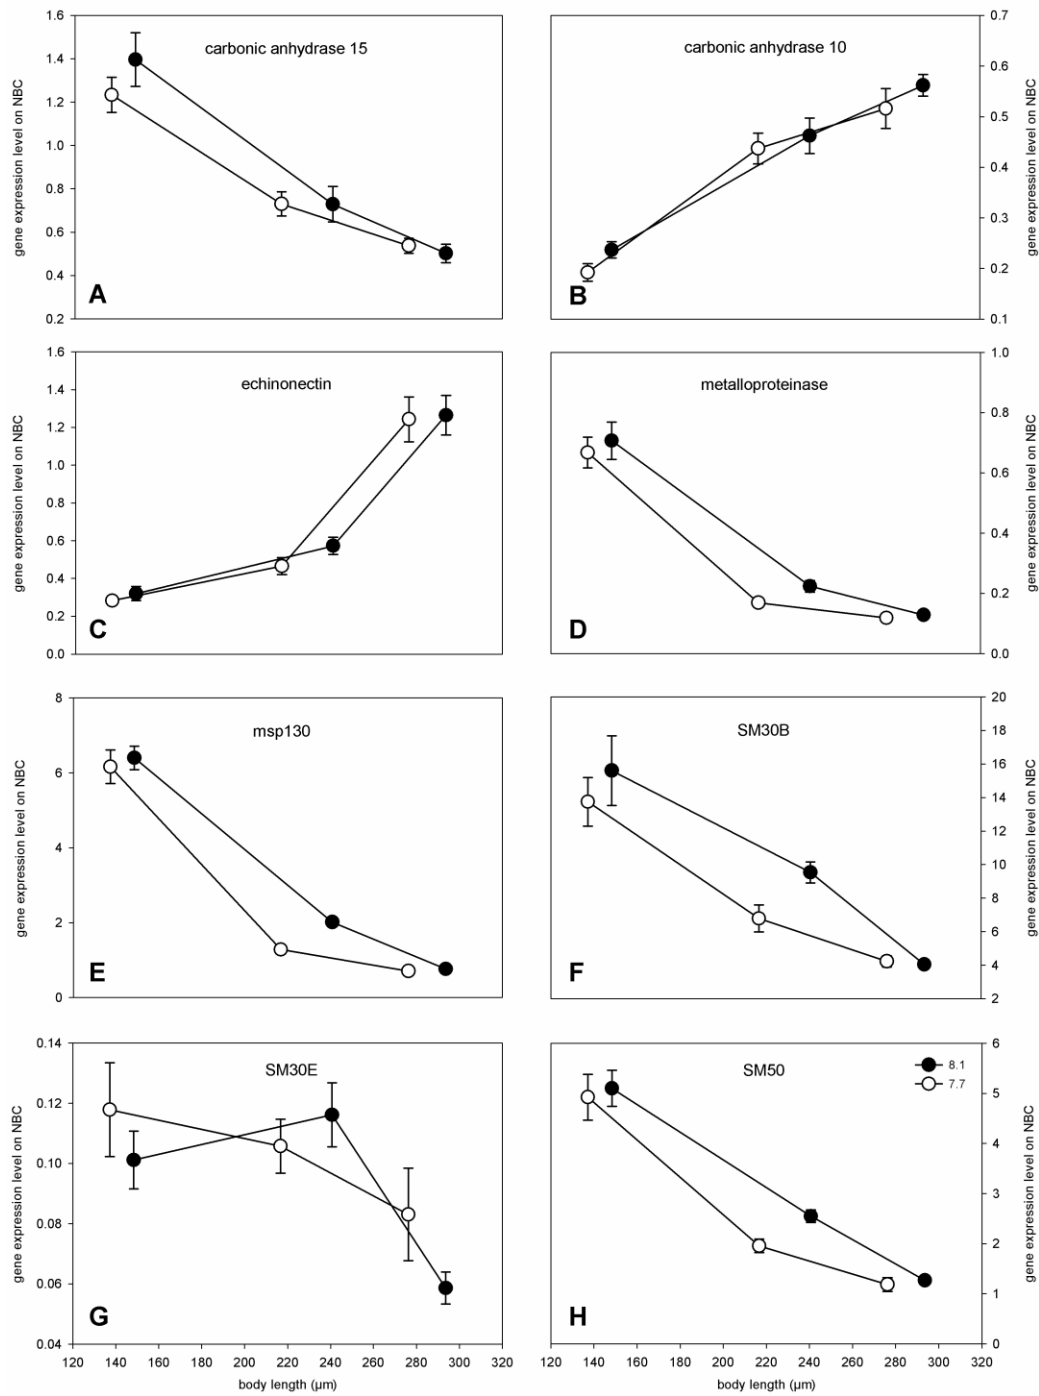 carbonic anhydrase 15
gene expression level on NBC
1.6
1.4
1.2
1.0
0.8
0.6
0.4
0.2
A
carbonic anhydrase 10
gene expression level on NBC
0.7
0.6
0.5
0.4
0.3
0.2
0.1
B
echinonectin
gene expression level on NBC
1.6
1.4
1.2
1.0
0.8
0.6
0.4
0.2
0.0
C
metalloproteinase
gene expression level on NBC
1.0
0.8
0.6
0.4
0.2
0.0
D
msp130
gene expression level on NBC
8
6
4
2
0
E
SM30B
gene expression level on NBC
20
18
16
14
12
10
8
6
4
2
F
SM30E
gene expression level on NBC
0.14
0.12
0.10
0.08
0.06
0.04
G
120 140 160 180 200 220 240 260 280 300 320
body length (µm)
SM50
8.1
7.7
gene expression level on NBC
6
5
4
3
2
1
0
H
120 140 160 180 200 220 240 260 280 300 320
body length (µm)